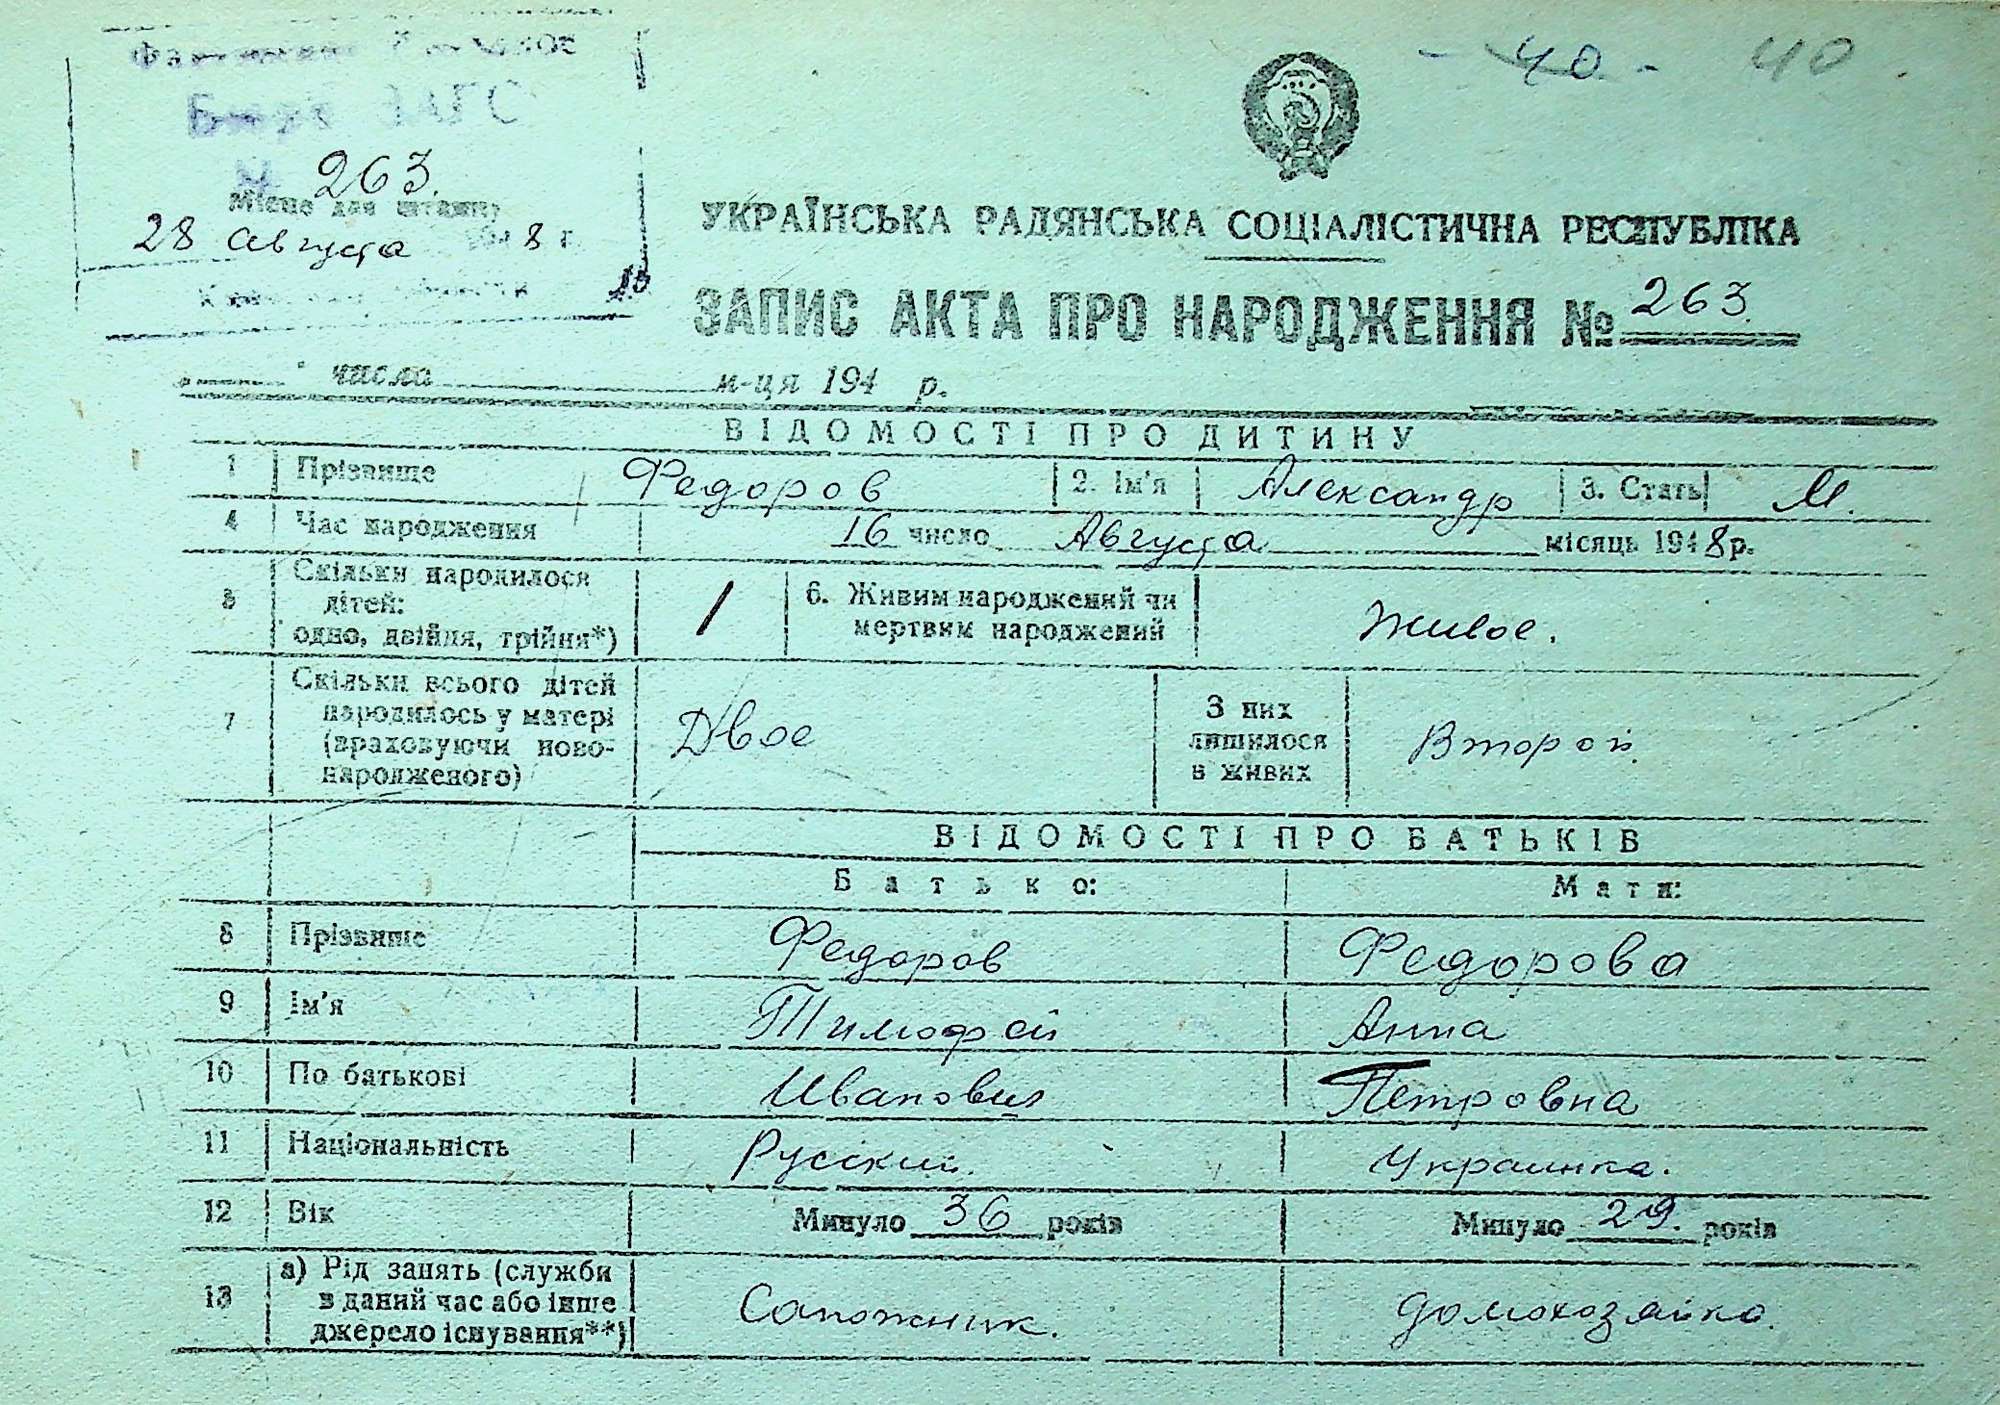 - 40 - 40
ЗАГС
263.
Місце для штампу
28 августа 8 г.
УКРАЇНСЬКА РАДЯНСЬКА СОЦІАЛІСТИЧНА РЕСПУБЛІКА
ЗАПИС АКТА ПРО НАРОДЖЕННЯ № 263.
числа м-ця 194 р.
ВІДОМОСТІ ПРО ДИТИНУ
1 Прізвище Федоров 2. Ім'я Александр 3. Стать М.
4 Час народження 16 число Августа місяць 1948 р.
5 Скільки народилося дітей: одно, двійня, трійня*) 1 6. Живим народжений чи мертвим народжений Живое.
7 Скільки всього дітей народилось у матері (враховуючи новонародженого) Двое З них лишилося в живих Второй.
ВІДОМОСТІ ПРО БАТЬКІВ
Батько: Мати:
8 Прізвище Федоров Федорова
9 Ім'я Тимофей Анна
10 По батькові Иванович Петровна
11 Національність Русский. Украинка.
12 Вік Минуло 36 років Минуло 29. років
13 а) Рід занять (служби в даний час або інше джерело існування**) Сапожник. домохозяйка.